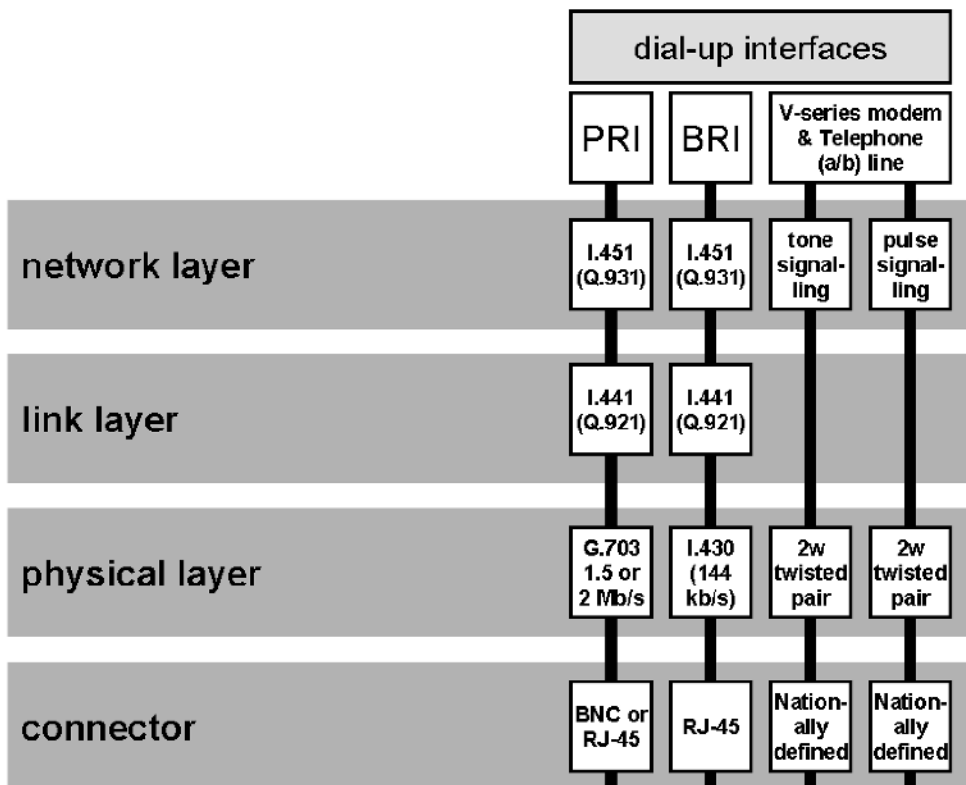 dial-up interfaces
PRI
BRI
V-series modem
& Telephone
(a/b) line
network layer
I.451
(Q.931)
I.451
(Q.931)
tone
signal-
ling
pulse
signal-
ling
link layer
I.441
(Q.921)
I.441
(Q.921)
physical layer
G.703
1.5 or
2 Mb/s
I.430
(144
kb/s)
2w
twisted
pair
2w
twisted
pair
connector
BNC or
RJ-45
RJ-45
Nation-
ally
defined
Nation-
ally
defined